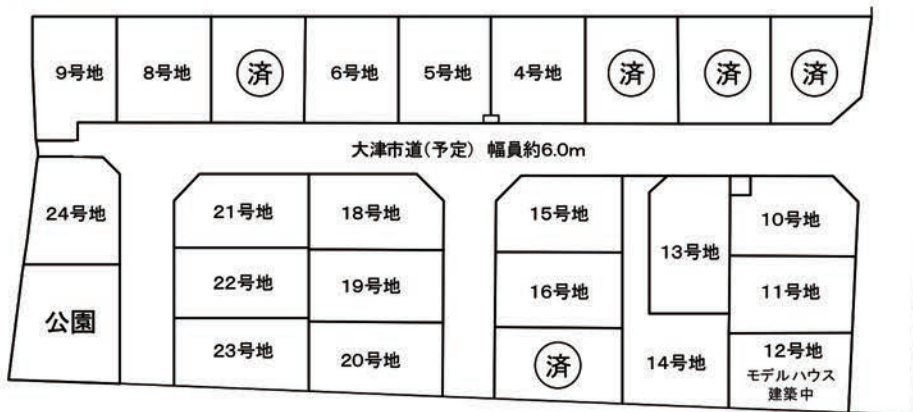 9号地
8号地
済
6号地
5号地
4号地
済
済
済
大津市道(予定) 幅員約6.0m
24号地
21号地
18号地
15号地
13号地
10号地
22号地
19号地
16号地
11号地
公園
23号地
20号地
済
14号地
12号地
モデルハウス
建築中